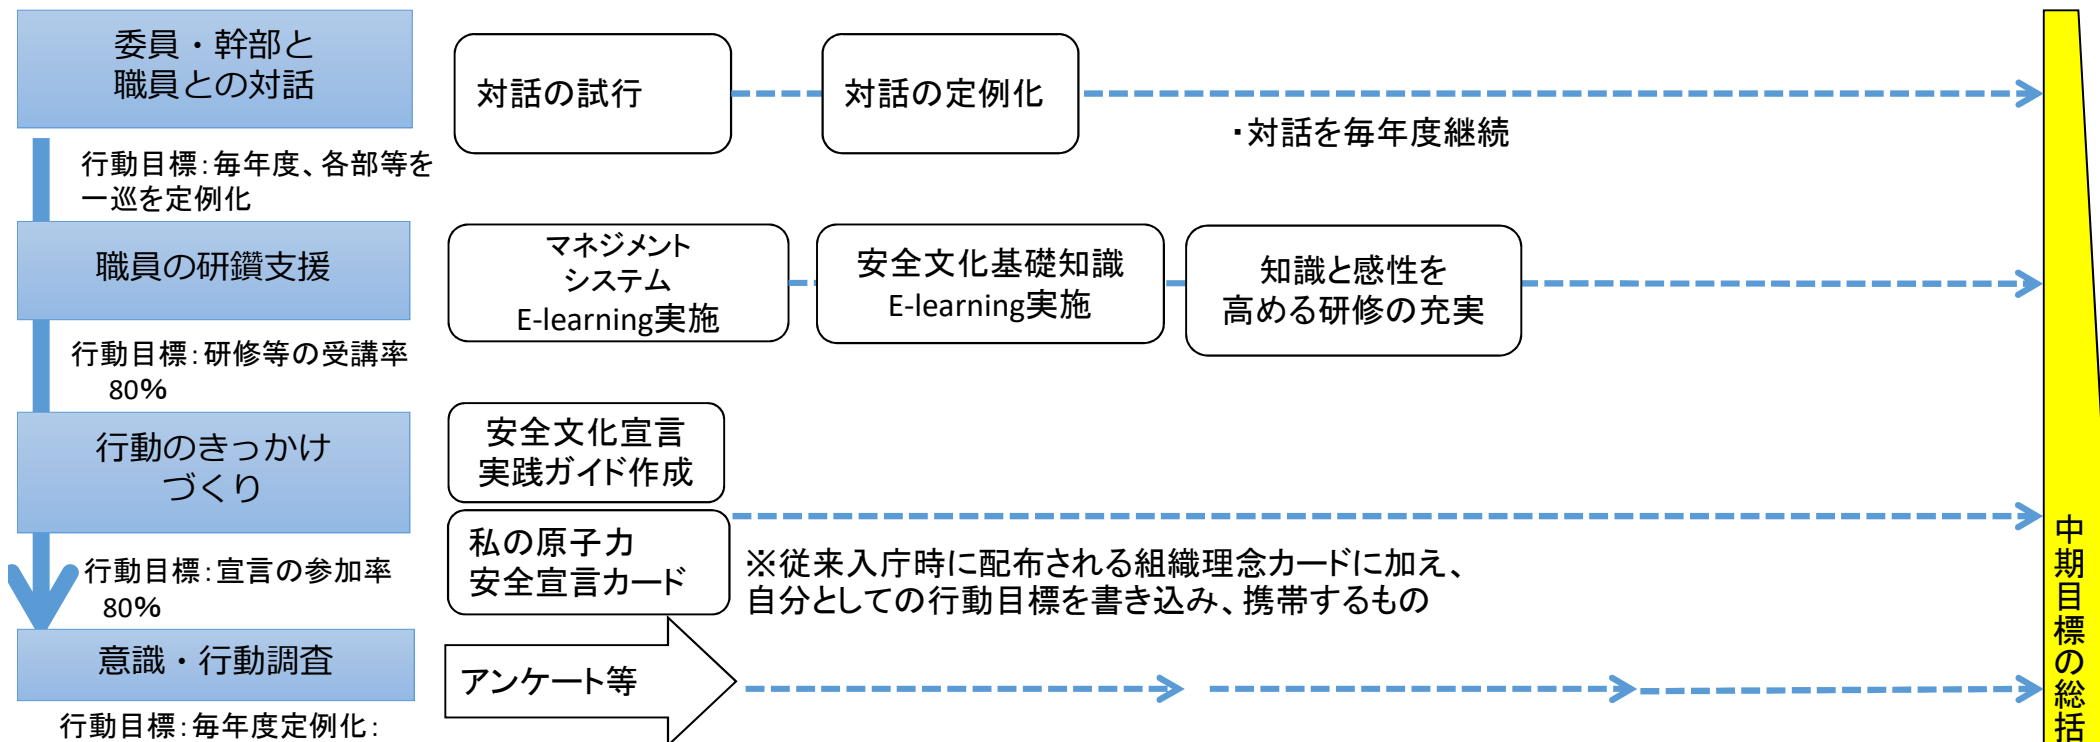 委員・幹部と
職員との対話
対話の試行
対話の定例化
・対話を毎年度継続
行動目標：毎年度、各部等を
一巡を定例化
職員の研鑽支援
マネジメント
システム
E-learning実施
安全文化基礎知識
E-learning実施
知識と感性を
高める研修の充実
行動目標：研修等の受講率
80%
行動のきっかけ
づくり
安全文化宣言
実践ガイド作成
私の原子力
安全宣言カード
※従来入庁時に配布される組織理念カードに加え、
自分としての行動目標を書き込み、携帯するもの
行動目標：宣言の参加率
80%
意識・行動調査
アンケート等
行動目標：毎年度定例化：
中期目標の総括